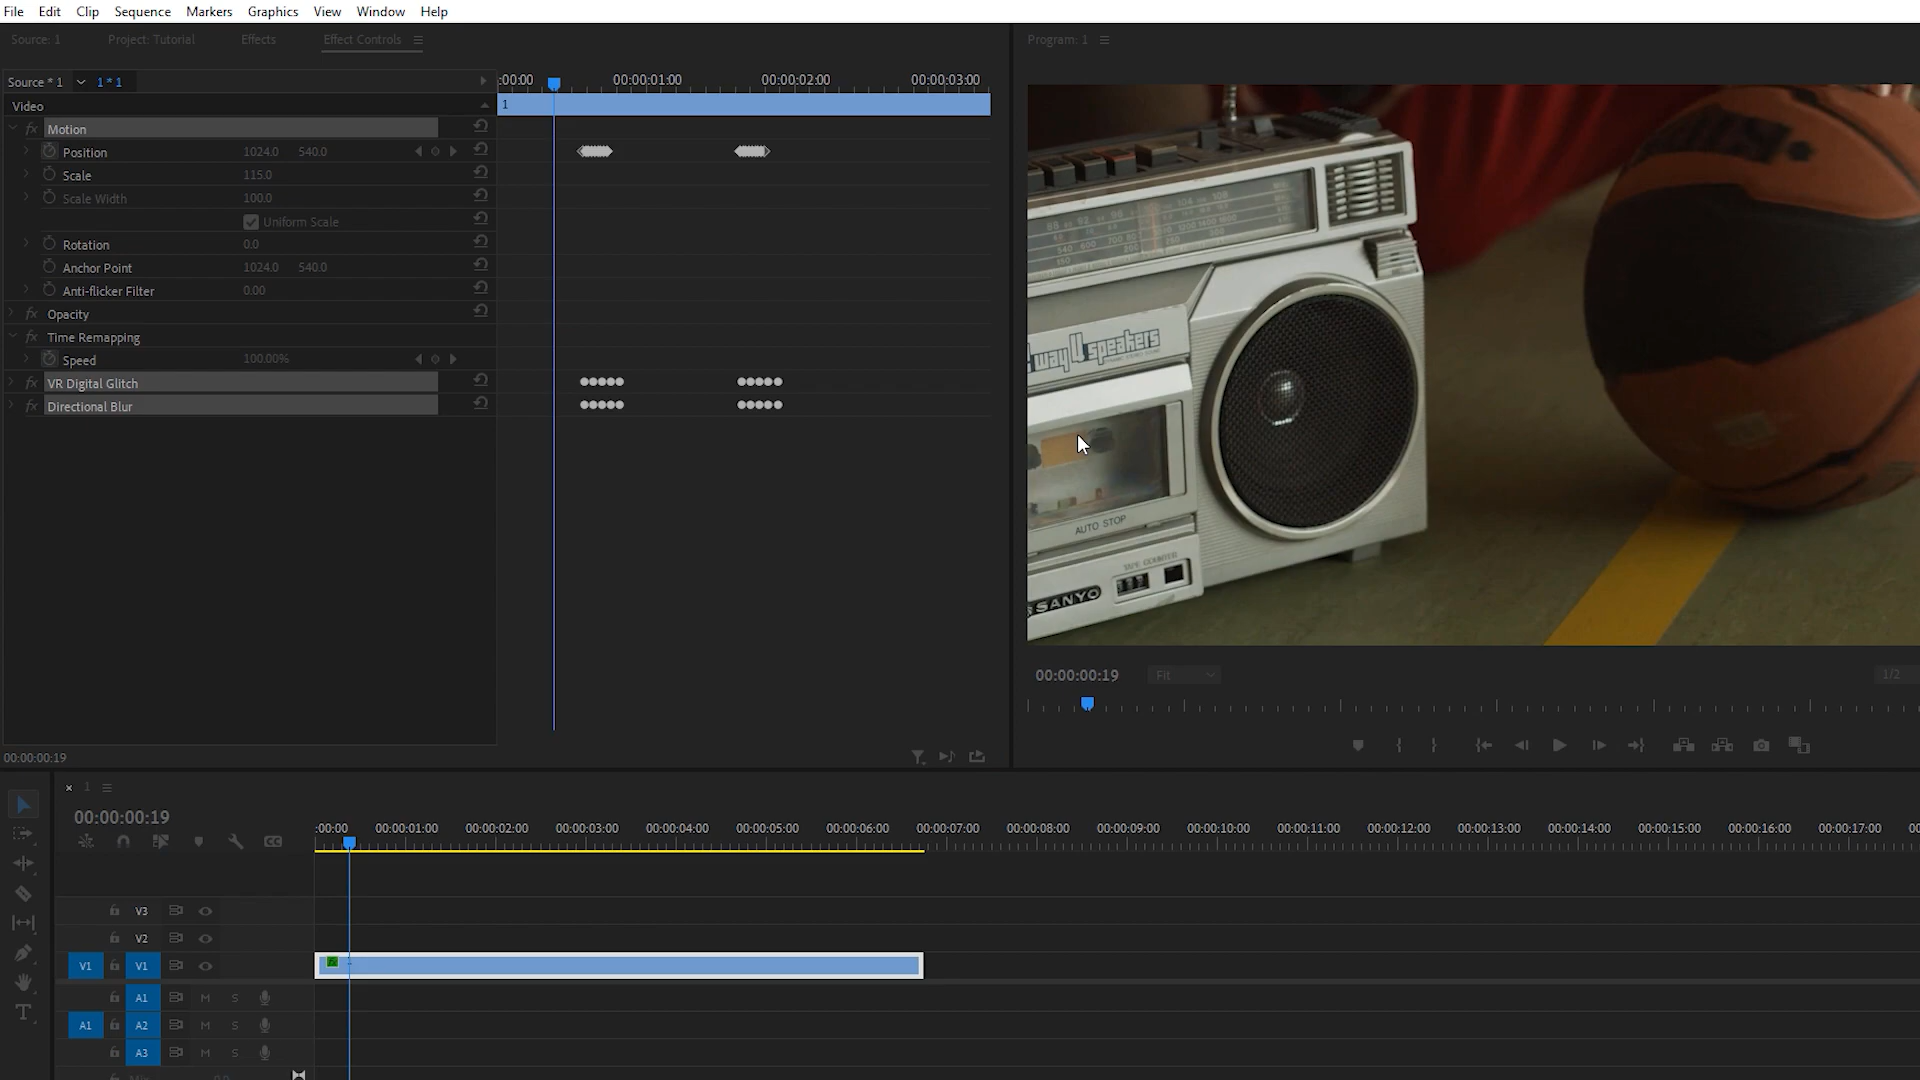 File Edit Clip Sequence Markers Graphics View Window Help
Source: 1 Project: Tutorial Effects Effect Controls
Program: 1
Source * 1 1 * 1
:00:00 00:00:01:00 00:00:02:00 00:00:03:00
Video
1
Motion
Position 1024.0 540.0
Scale 115.0
Scale Width 100.0
Uniform Scale
Rotation 0.0
Anchor Point 1024.0 540.0
Anti-flicker Filter 0.00
Opacity
Time Remapping
Speed 100.00%
VR Digital Glitch
Directional Blur
way speakers
AUTO STOP
TAPE COUNTER
SANYO
00:00:00:19 Fit 1/2
00:00:00:19
1
00:00:00:19
:00:00 00:00:01:00 00:00:02:00 00:00:03:00 00:00:04:00 00:00:05:00 00:00:06:00 00:00:07:00 00:00:08:00 00:00:09:00 00:00:10:00 00:00:11:00 00:00:12:00 00:00:13:00 00:00:14:00 00:00:15:00 00:00:16:00 00:00:17:00
V3
V2
V1 V1
A1 M S
A1 A2 M S
A3 M S